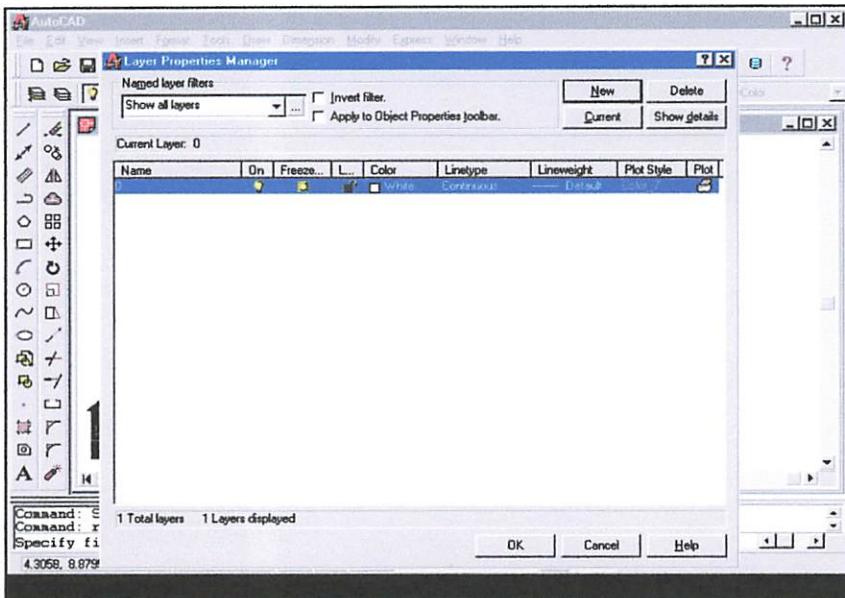 AutoCAD
File Edit View Insert Format Tools Draw Dimension Modify Express Window Help
Layer Properties Manager
Named layer filters
Show all layers
...
Invert filter.
Apply to Object Properties toolbar.
New
Delete
Current
Show details
Color
Current Layer: 0
Name On Freeze... L... Color Linetype Lineweight Plot Style Plot
0 White Continuous Default Color_7
1 Total layers 1 Layers displayed
OK Cancel Help
Command: S
Command: r
Specify fi
4.3058, 8.879